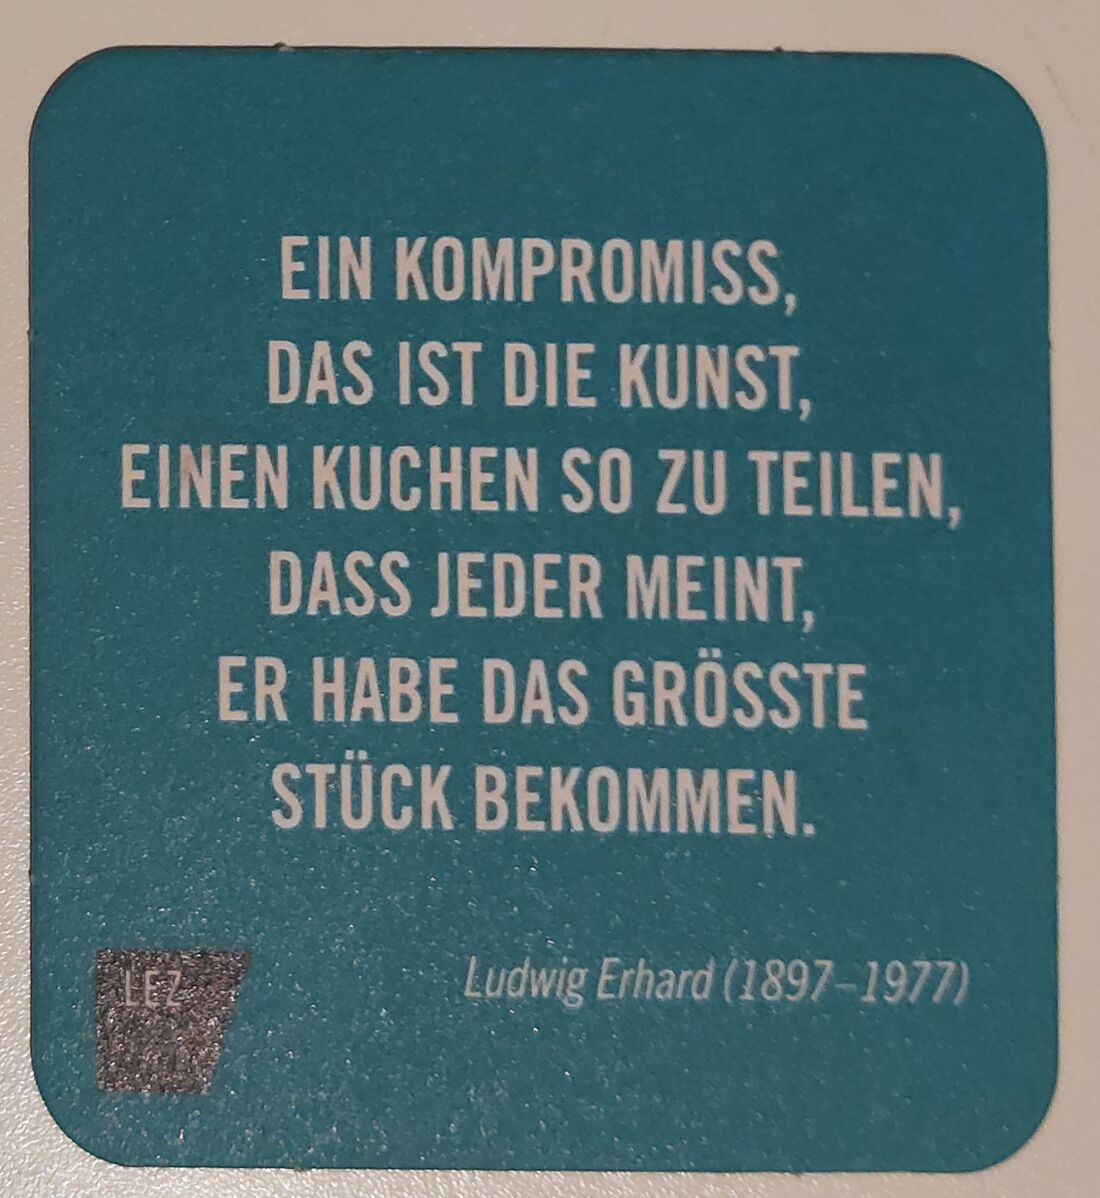 EIN KOMPROMISS,
DAS IST DIE KUNST,
EINEN KUCHEN SO ZU TEILEN,
DASS JEDER MEINT,
ER HABE DAS GRÖSSTE
STÜCK BEKOMMEN.
Ludwig Erhard (1897–1977)
LEZ